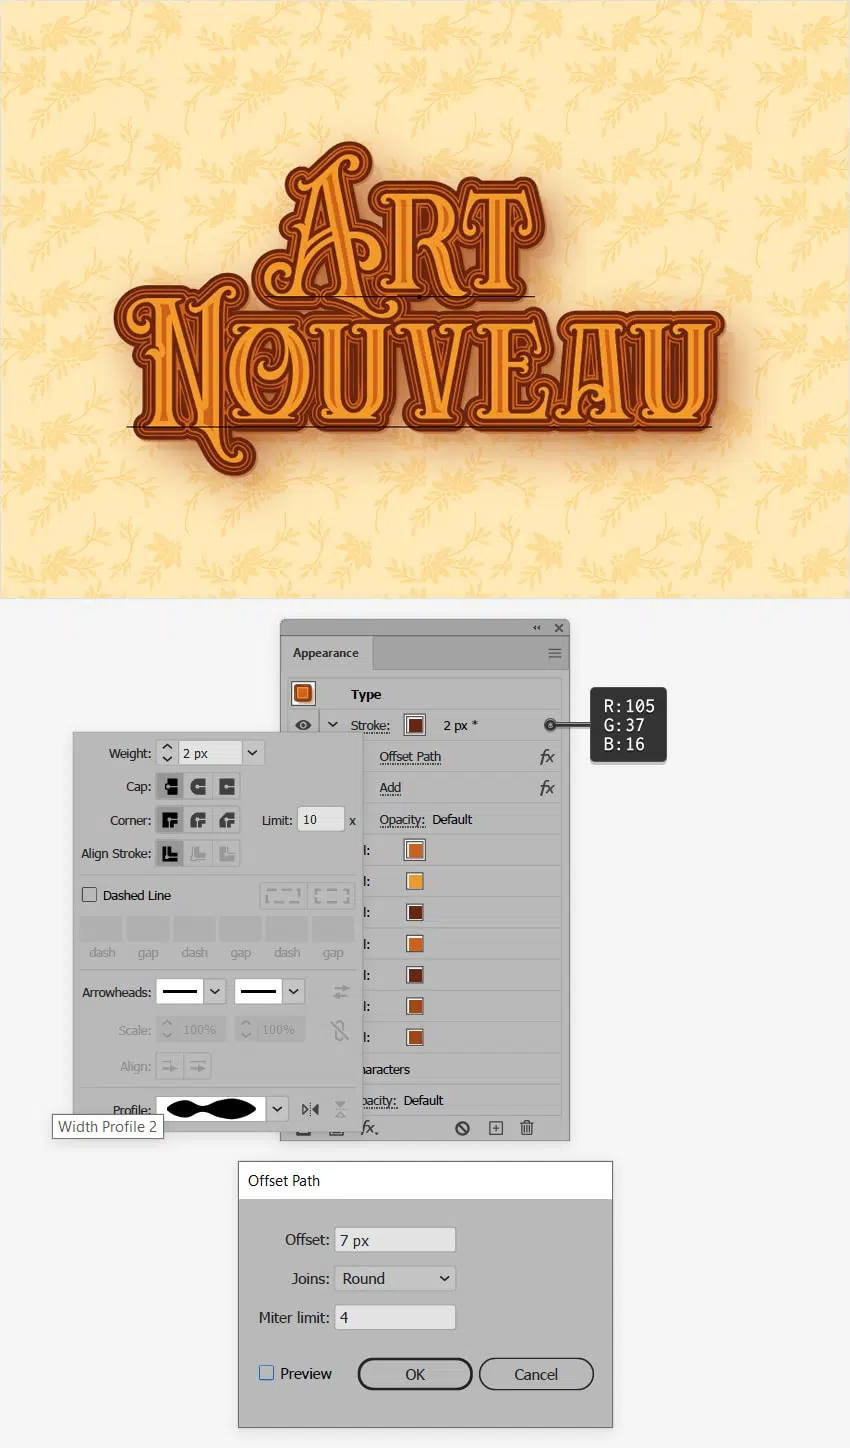 Art
Nouveau
Appearance
Type
Stroke: 2 px *
R:105
G:37
B:16
Weight: 2 px
Offset Path fx
Cap:
Add fx
Corner: Limit: 10 x
Opacity: Default
Align Stroke:
l:
l:
Dashed Line
l:
dash gap dash gap dash gap
l:
l:
Arrowheads:
l:
Scale: 100% 100%
l:
Align:
haracters
Profile:
pacity: Default
Width Profile 2
fx
Offset Path
Offset: 7 px
Joins: Round
Miter limit: 4
Preview OK Cancel